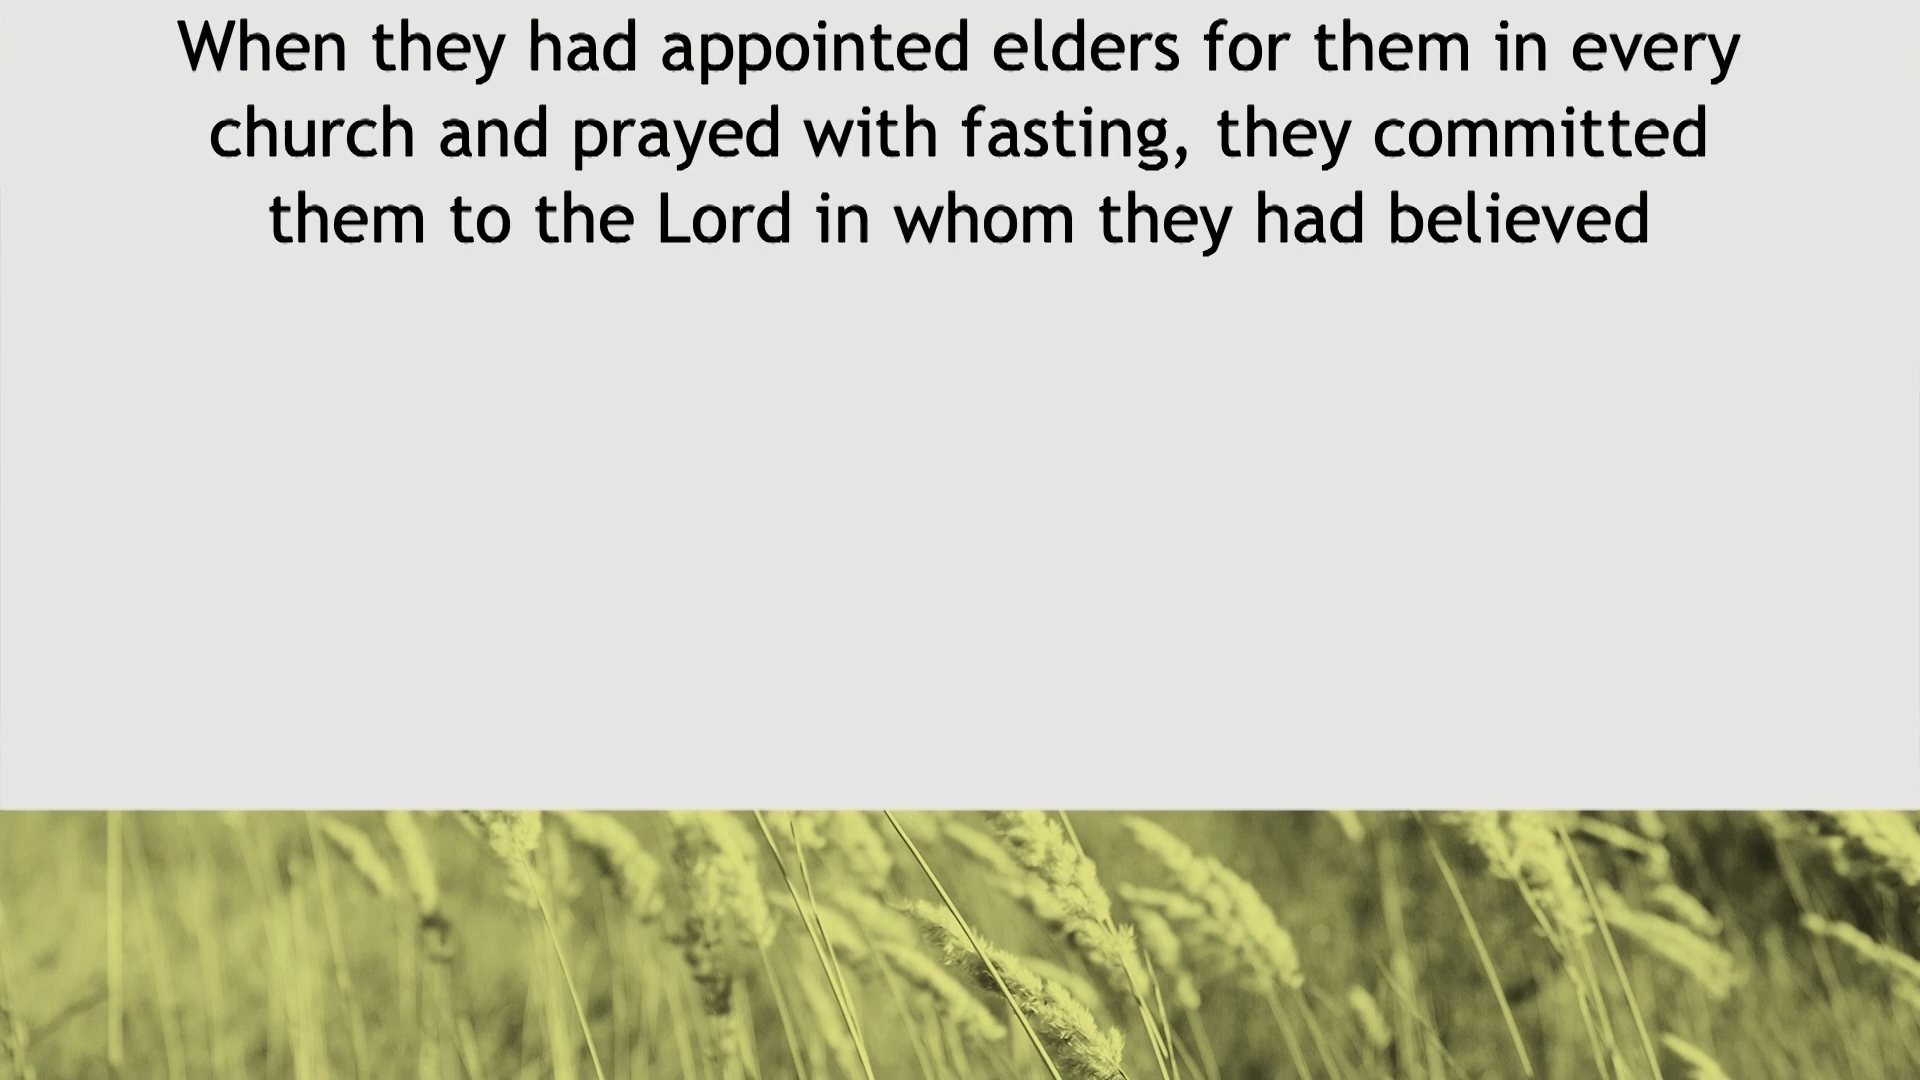 When they had appointed elders for them in every
church and prayed with fasting, they committed
them to the Lord in whom they had believed